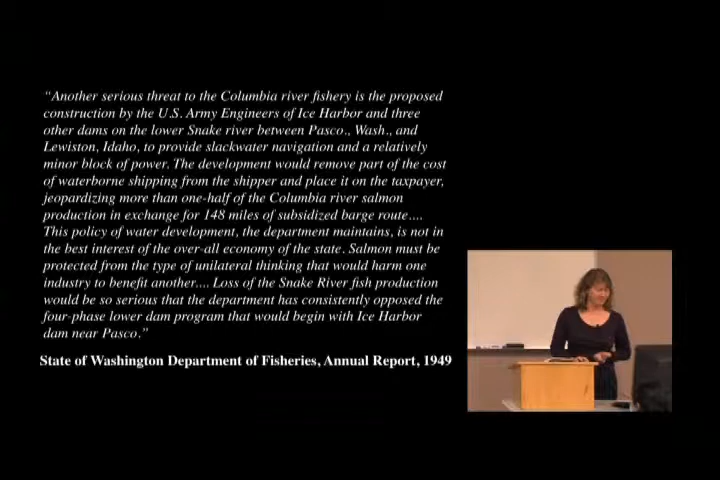 “Another serious threat to the Columbia river fishery is the proposed
construction by the U.S. Army Engineers of Ice Harbor and three
other dams on the lower Snake river between Pasco., Wash., and
Lewiston, Idaho, to provide slackwater navigation and a relatively
minor block of power. The development would remove part of the cost
of waterborne shipping from the shipper and place it on the taxpayer,
jeopardizing more than one-half of the Columbia river salmon
production in exchange for 148 miles of subsidized barge route....
This policy of water development, the department maintains, is not in
the best interest of the over-all economy of the state. Salmon must be
protected from the type of unilateral thinking that would harm one
industry to benefit another.... Loss of the Snake River fish production
would be so serious that the department has consistently opposed the
four-phase lower dam program that would begin with Ice Harbor
dam near Pasco.”
State of Washington Department of Fisheries, Annual Report, 1949